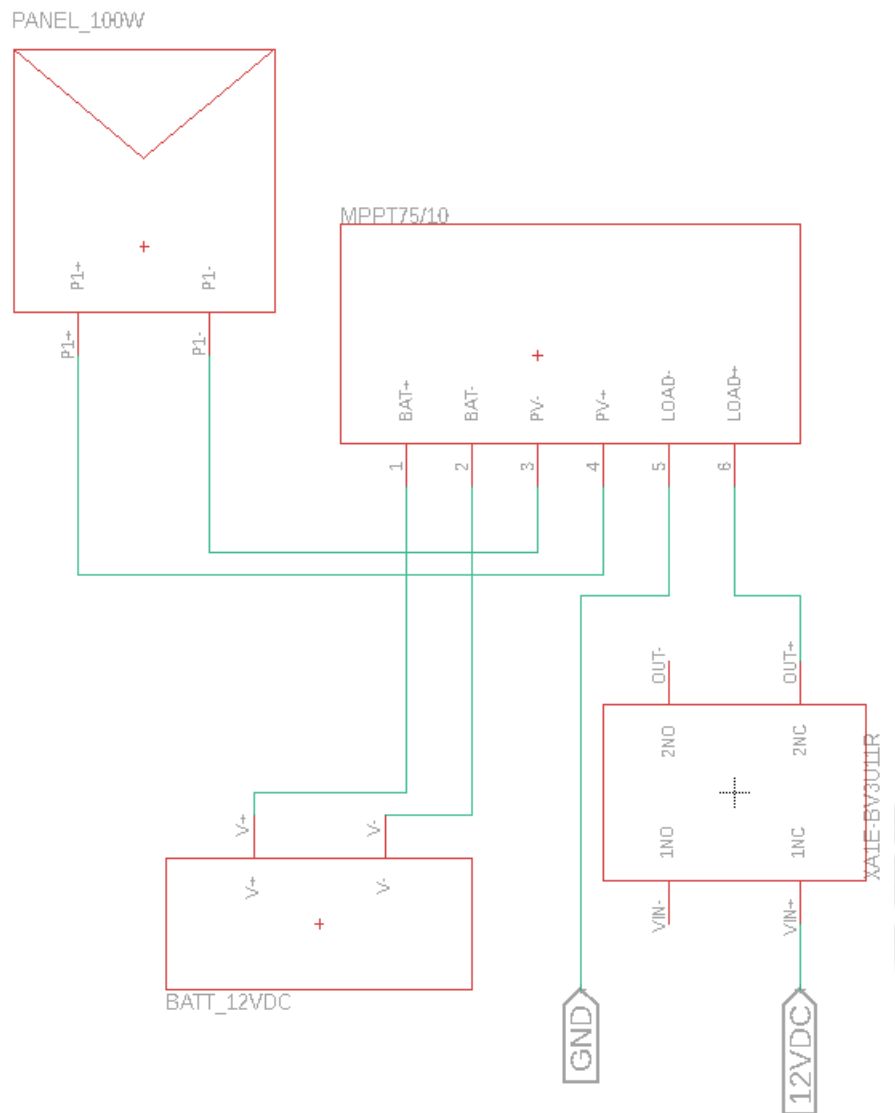 PANEL_100W
P1+
P1-
P1+
P1-
MPPT75/10
BAT+
BAT-
PV-
PV+
LOAD-
LOAD+
1
2
3
4
5
6
OUT-
OUT+
2NO
2NC
1NO
1NC
XA1E-BV3U11R
VIN-
VIN+
V+
V-
V+
V-
BATT_12VDC
GND
12VDC